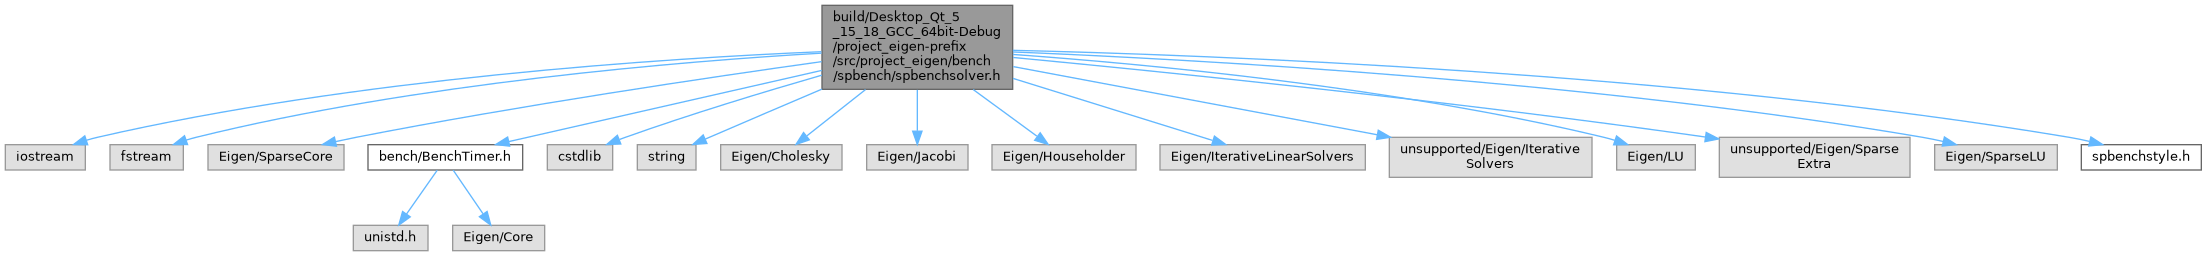 build/Desktop_Qt_5
_15_18_GCC_64bit-Debug
/project_eigen-prefix
/src/project_eigen/bench
/spbench/spbenchsolver.h
iostream
fstream
Eigen/SparseCore
bench/BenchTimer.h
cstdlib
string
Eigen/Cholesky
Eigen/Jacobi
Eigen/Householder
Eigen/IterativeLinearSolvers
unsupported/Eigen/Iterative
Solvers
Eigen/LU
unsupported/Eigen/Sparse
Extra
Eigen/SparseLU
spbenchstyle.h
unistd.h
Eigen/Core